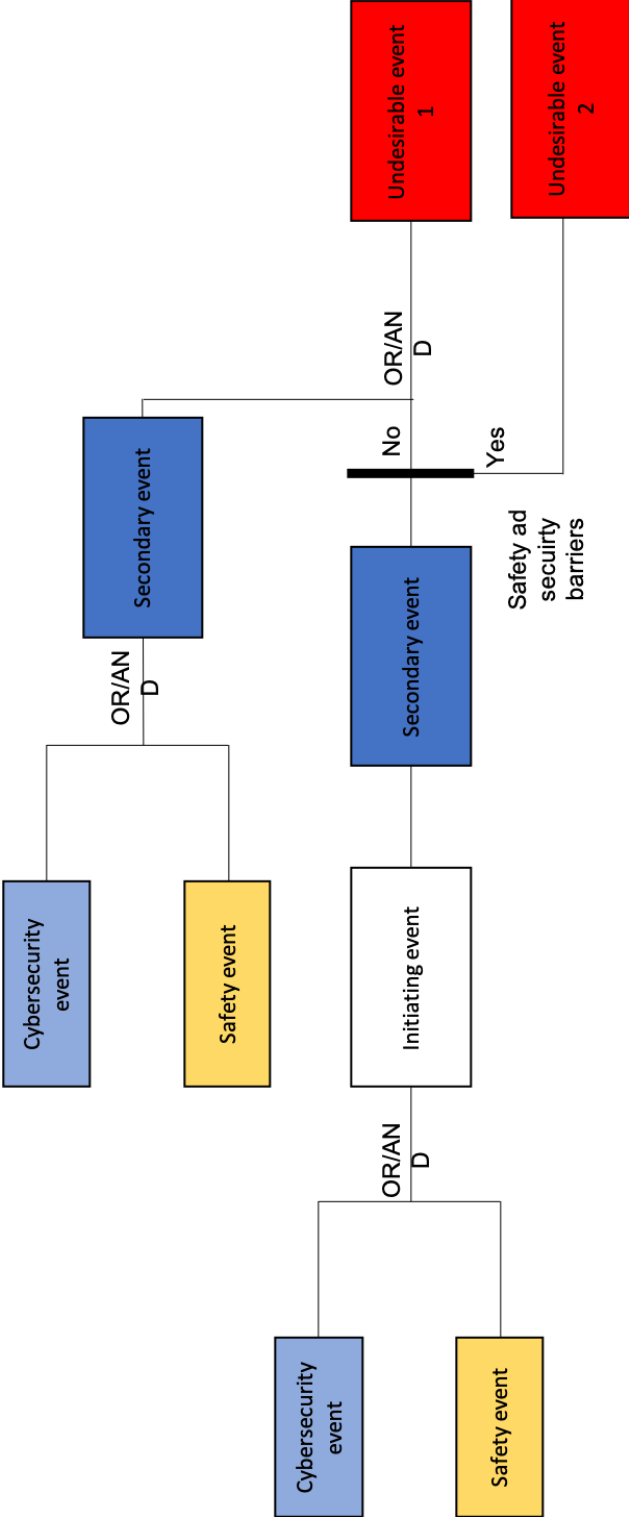 Cybersecurity
event
OR/AN
D
Secondary event
Safety event
Cybersecurity
event
OR/AN
D
Initiating event
Secondary event
No
OR/AN
D
Undesirable event
1
Safety event
Yes
Safety ad
secuirty
barriers
Undesirable event
2